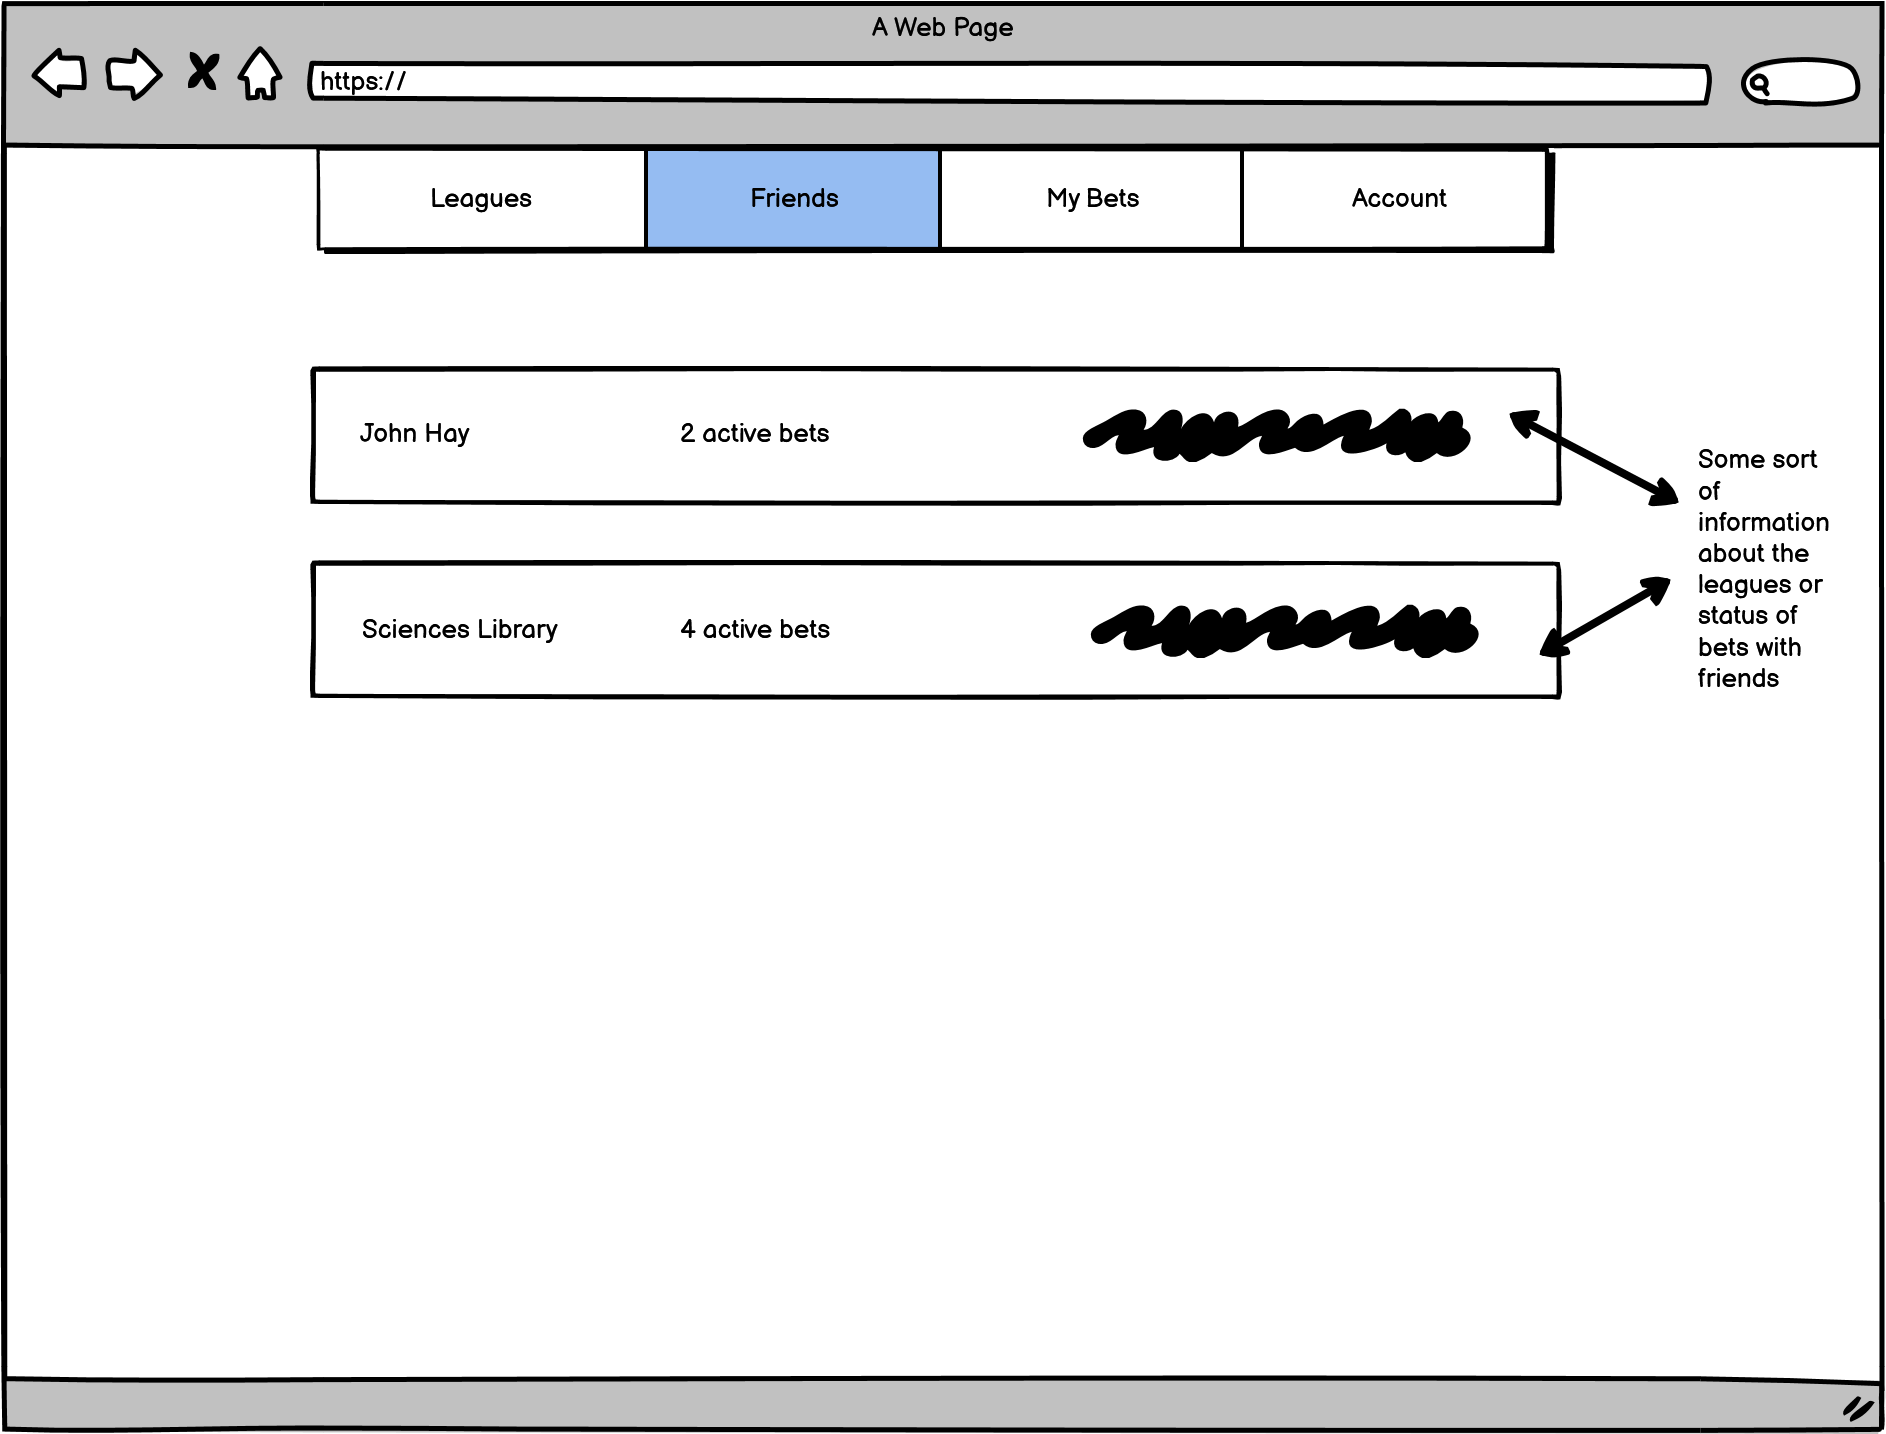 A Web Page
https://
Leagues
Friends
My Bets
Account
John Hay
2 active bets
Sciences Library
4 active bets
Some sort
of
information
about the
leagues or
status of
bets with
friends